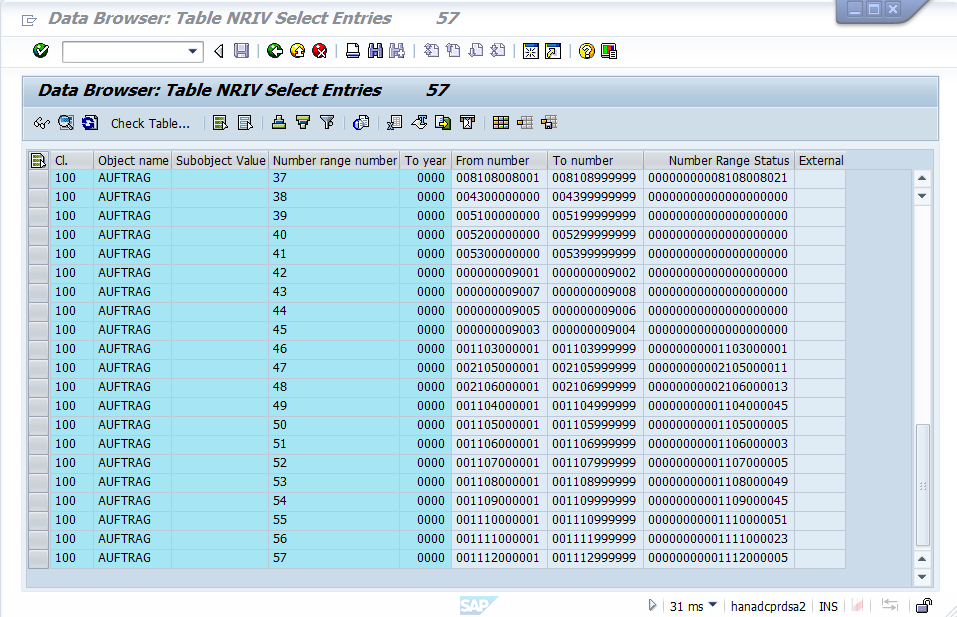 Data Browser: Table NRIV Select Entries 57
Data Browser: Table NRIV Select Entries 57
Check Table...
Cl. Object name Subobject Value Number range number To year From number To number Number Range Status External
100 AUFTRAG 37 0000 008108008001 008108999999 00000000008108008021
100 AUFTRAG 38 0000 004300000000 004399999999 00000000000000000000
100 AUFTRAG 39 0000 005100000000 005199999999 00000000000000000000
100 AUFTRAG 40 0000 005200000000 005299999999 00000000000000000000
100 AUFTRAG 41 0000 005300000000 005399999999 00000000000000000000
100 AUFTRAG 42 0000 000000009001 000000009002 00000000000000000000
100 AUFTRAG 43 0000 000000009007 000000009008 00000000000000000000
100 AUFTRAG 44 0000 000000009005 000000009006 00000000000000000000
100 AUFTRAG 45 0000 000000009003 000000009004 00000000000000000000
100 AUFTRAG 46 0000 001103000001 001103999999 00000000001103000001
100 AUFTRAG 47 0000 002105000001 002105999999 00000000002105000011
100 AUFTRAG 48 0000 002106000001 002106999999 00000000002106000013
100 AUFTRAG 49 0000 001104000001 001104999999 00000000001104000045
100 AUFTRAG 50 0000 001105000001 001105999999 00000000001105000005
100 AUFTRAG 51 0000 001106000001 001106999999 00000000001106000003
100 AUFTRAG 52 0000 001107000001 001107999999 00000000001107000005
100 AUFTRAG 53 0000 001108000001 001108999999 00000000001108000049
100 AUFTRAG 54 0000 001109000001 001109999999 00000000001109000045
100 AUFTRAG 55 0000 001110000001 001110999999 00000000001110000051
100 AUFTRAG 56 0000 001111000001 001111999999 00000000001111000023
100 AUFTRAG 57 0000 001112000001 001112999999 00000000001112000005
SAP 31 ms hanadcprdsa2 INS